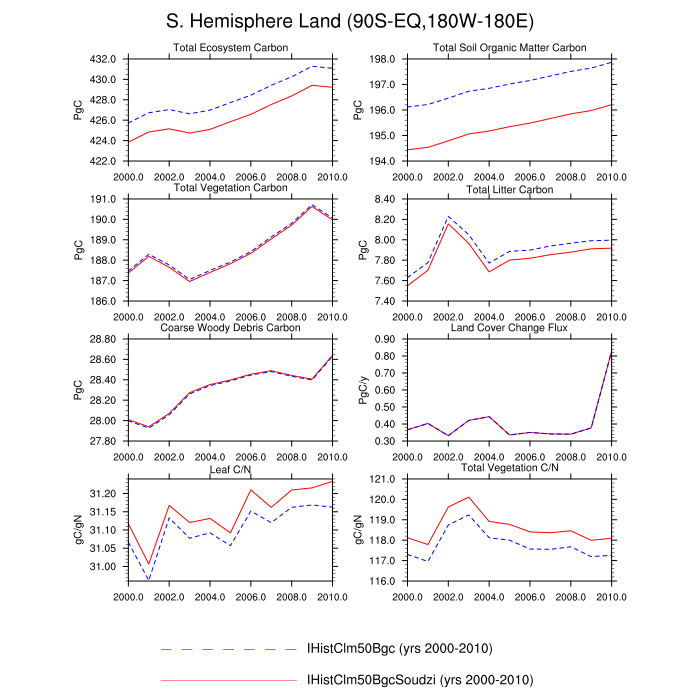 S. Hemisphere Land (90S-EQ,180W-180E)
Total Ecosystem Carbon
PgC
432.0
430.0
428.0
426.0
424.0
422.0
2000.0 2002.0 2004.0 2006.0 2008.0 2010.0
Total Soil Organic Matter Carbon
PgC
198.0
197.0
196.0
195.0
194.0
2000.0 2002.0 2004.0 2006.0 2008.0 2010.0
Total Vegetation Carbon
PgC
191.0
190.0
189.0
188.0
187.0
186.0
2000.0 2002.0 2004.0 2006.0 2008.0 2010.0
Total Litter Carbon
PgC
8.40
8.20
8.00
7.80
7.60
7.40
2000.0 2002.0 2004.0 2006.0 2008.0 2010.0
Coarse Woody Debris Carbon
PgC
28.80
28.60
28.40
28.20
28.00
27.80
2000.0 2002.0 2004.0 2006.0 2008.0 2010.0
Land Cover Change Flux
PgC/y
0.90
0.80
0.70
0.60
0.50
0.40
0.30
2000.0 2002.0 2004.0 2006.0 2008.0 2010.0
Leaf C/N
gC/gN
31.20
31.15
31.10
31.05
31.00
2000.0 2002.0 2004.0 2006.0 2008.0 2010.0
Total Vegetation C/N
gC/gN
121.0
120.0
119.0
118.0
117.0
116.0
2000.0 2002.0 2004.0 2006.0 2008.0 2010.0
IHistClm50Bgc (yrs 2000-2010)
IHistClm50BgcSoudzi (yrs 2000-2010)